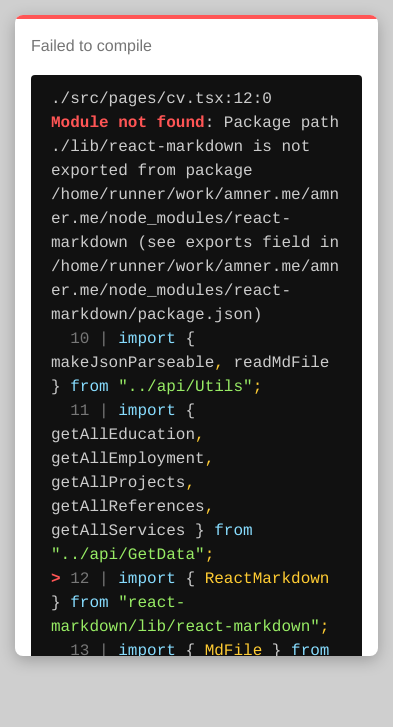 Failed to compile
./src/pages/cv.tsx:12:0
Module not found: Package path
./lib/react-markdown is not
exported from package
/home/runner/work/amner.me/amn
er.me/node_modules/react-
markdown (see exports field in
/home/runner/work/amner.me/amn
er.me/node_modules/react-
markdown/package.json)
  10 | import {
makeJsonParseable, readMdFile
} from "../api/Utils";
  11 | import {
getAllEducation,
getAllEmployment,
getAllProjects,
getAllReferences,
getAllServices } from
"../api/GetData";
> 12 | import { ReactMarkdown
} from "react-
markdown/lib/react-markdown";
  13 | import { MdFile } from